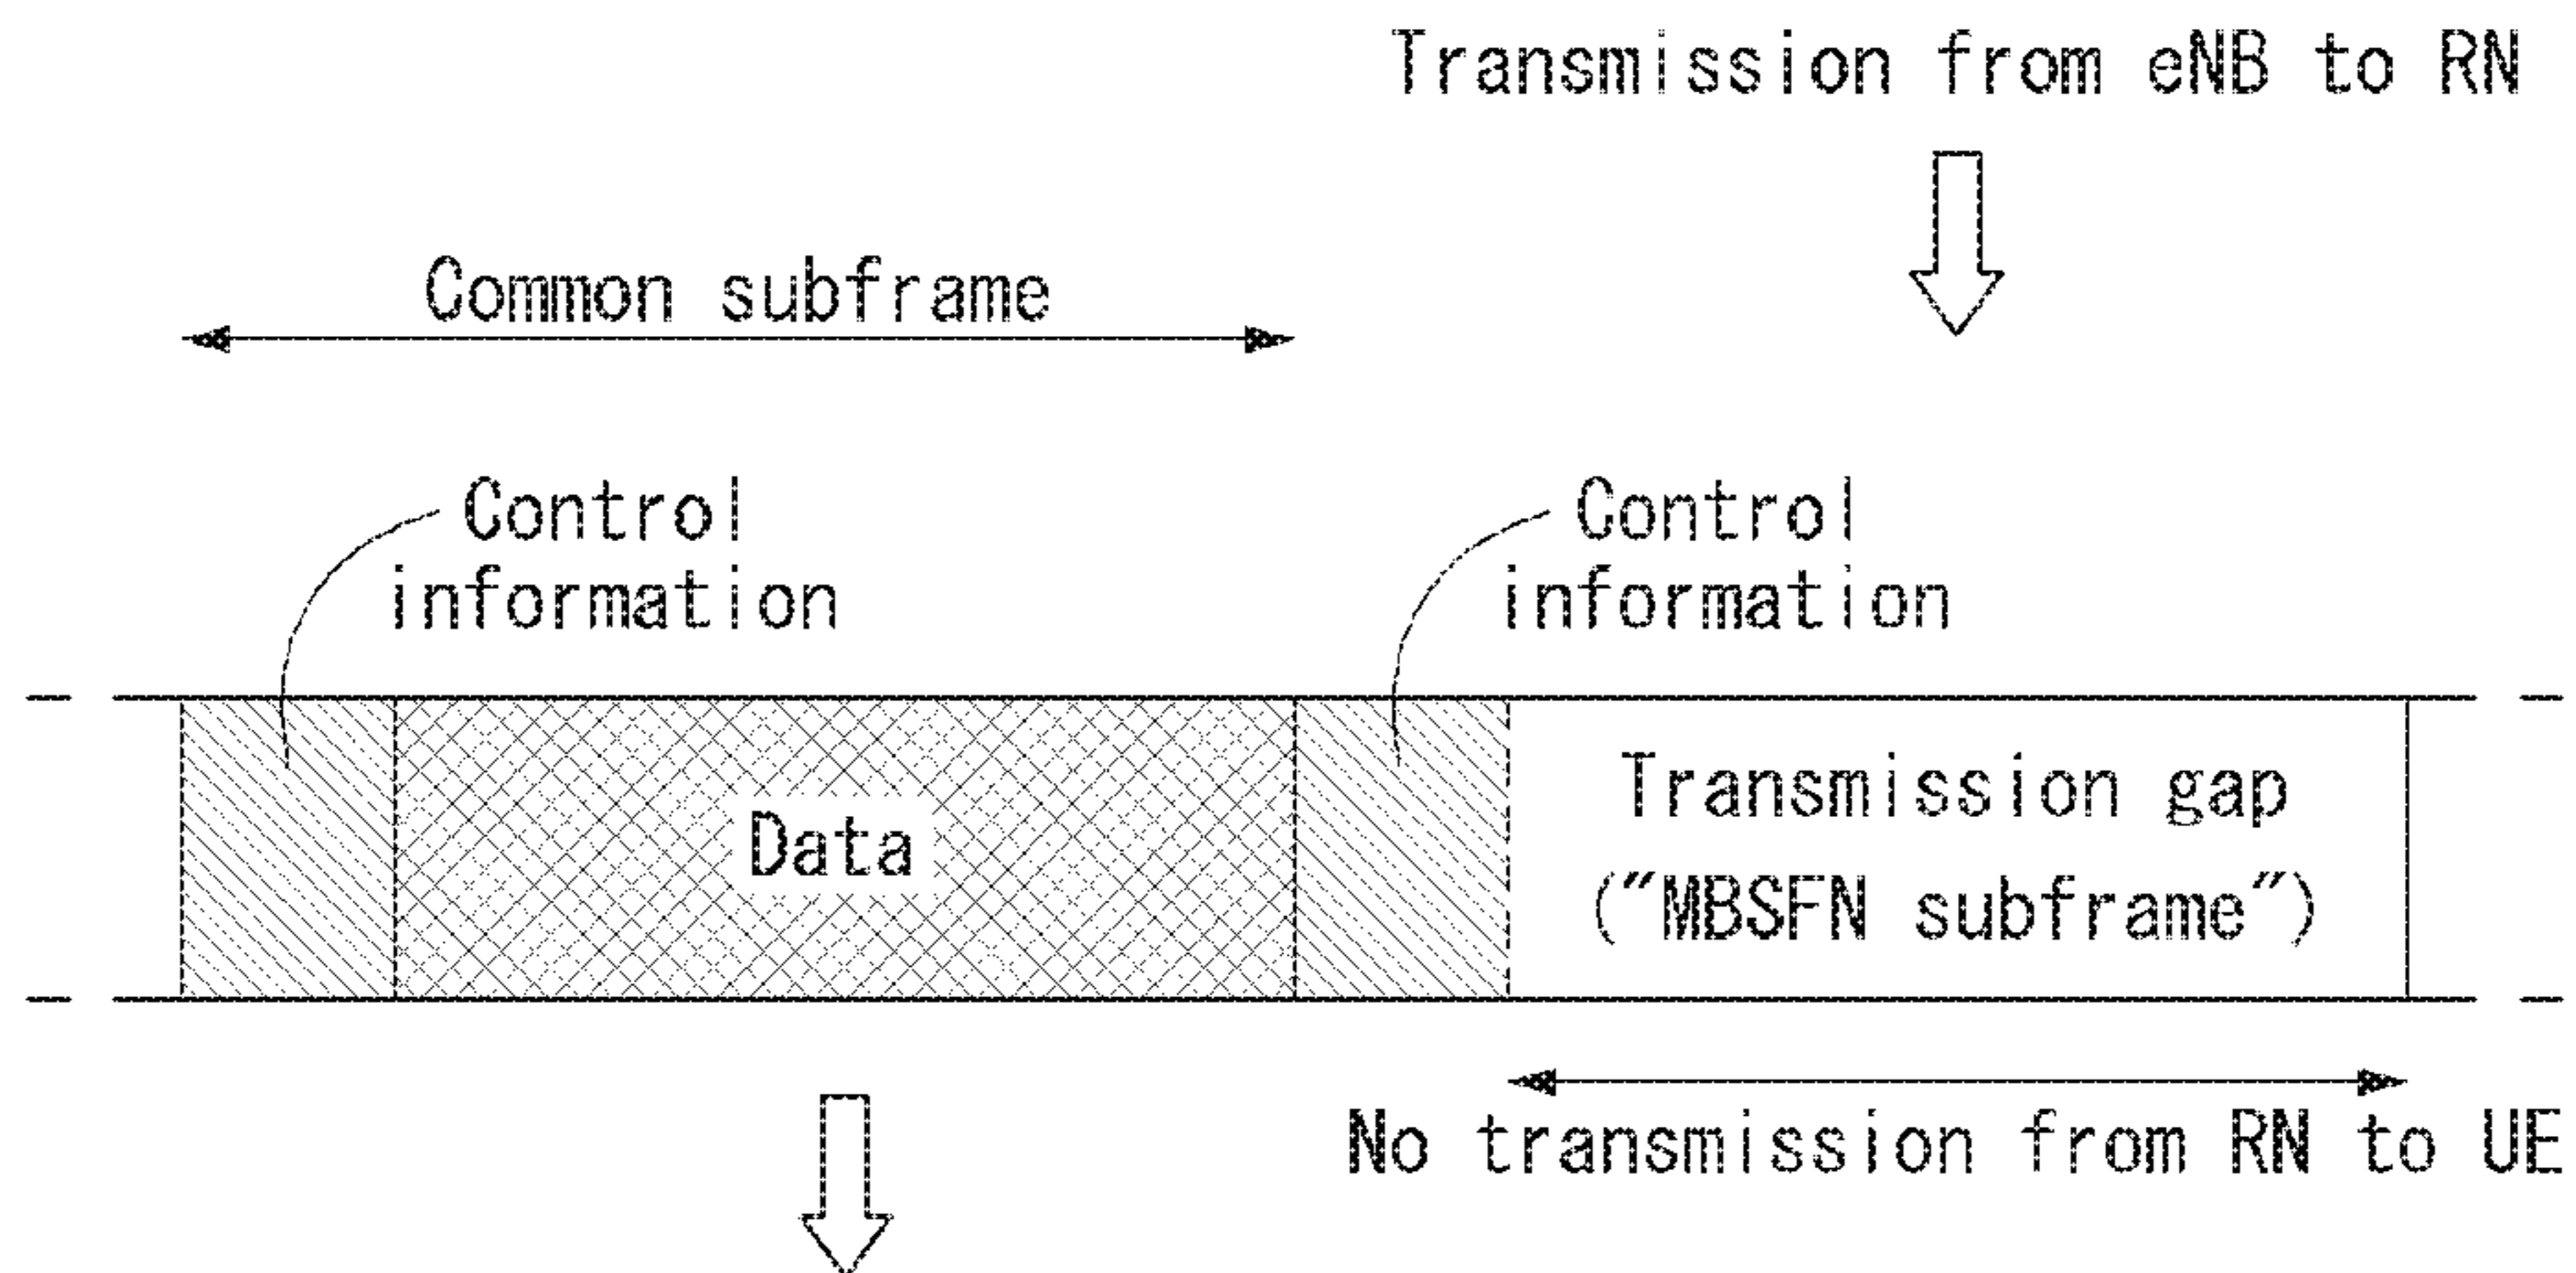 Transmission from eNB to RN
Common subframe
Control
information
Control
information
Data
Transmission gap
("MBSFN subframe")
No transmission from RN to UE